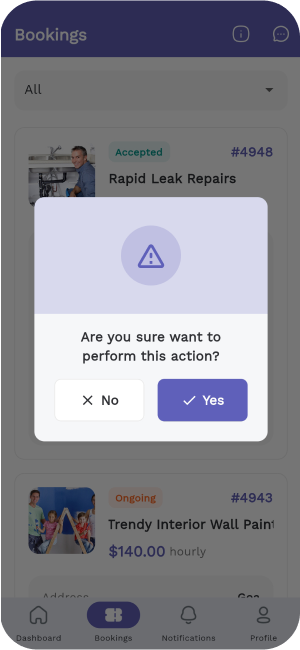 Bookings
All
Accepted
#4948
Rapid Leak Repairs
Are you sure want to
perform this action?
No
Yes
Ongoing
#4943
Trendy Interior Wall Paint
$140.00 hourly
Address
Goa
Dashboard
Bookings
Notifications
Profile